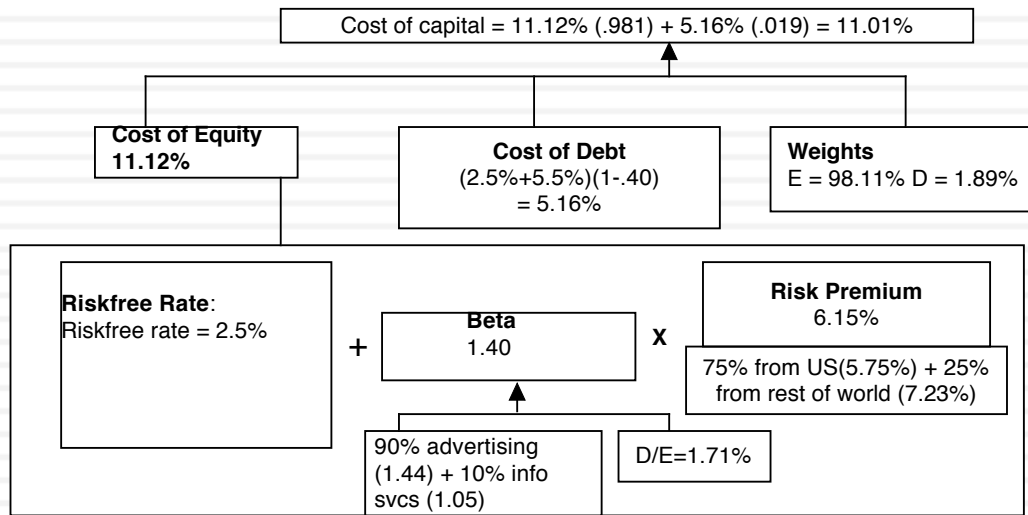 Cost of capital = 11.12% (.981) + 5.16% (.019) = 11.01%
Cost of Equity
11.12%
Cost of Debt
(2.5%+5.5%)(1-.40)
= 5.16%
Weights
E = 98.11% D = 1.89%
Riskfree Rate:
Riskfree rate = 2.5%
+
Beta
1.40
X
Risk Premium
6.15%
75% from US(5.75%) + 25%
from rest of world (7.23%)
90% advertising
(1.44) + 10% info
svcs (1.05)
D/E=1.71%